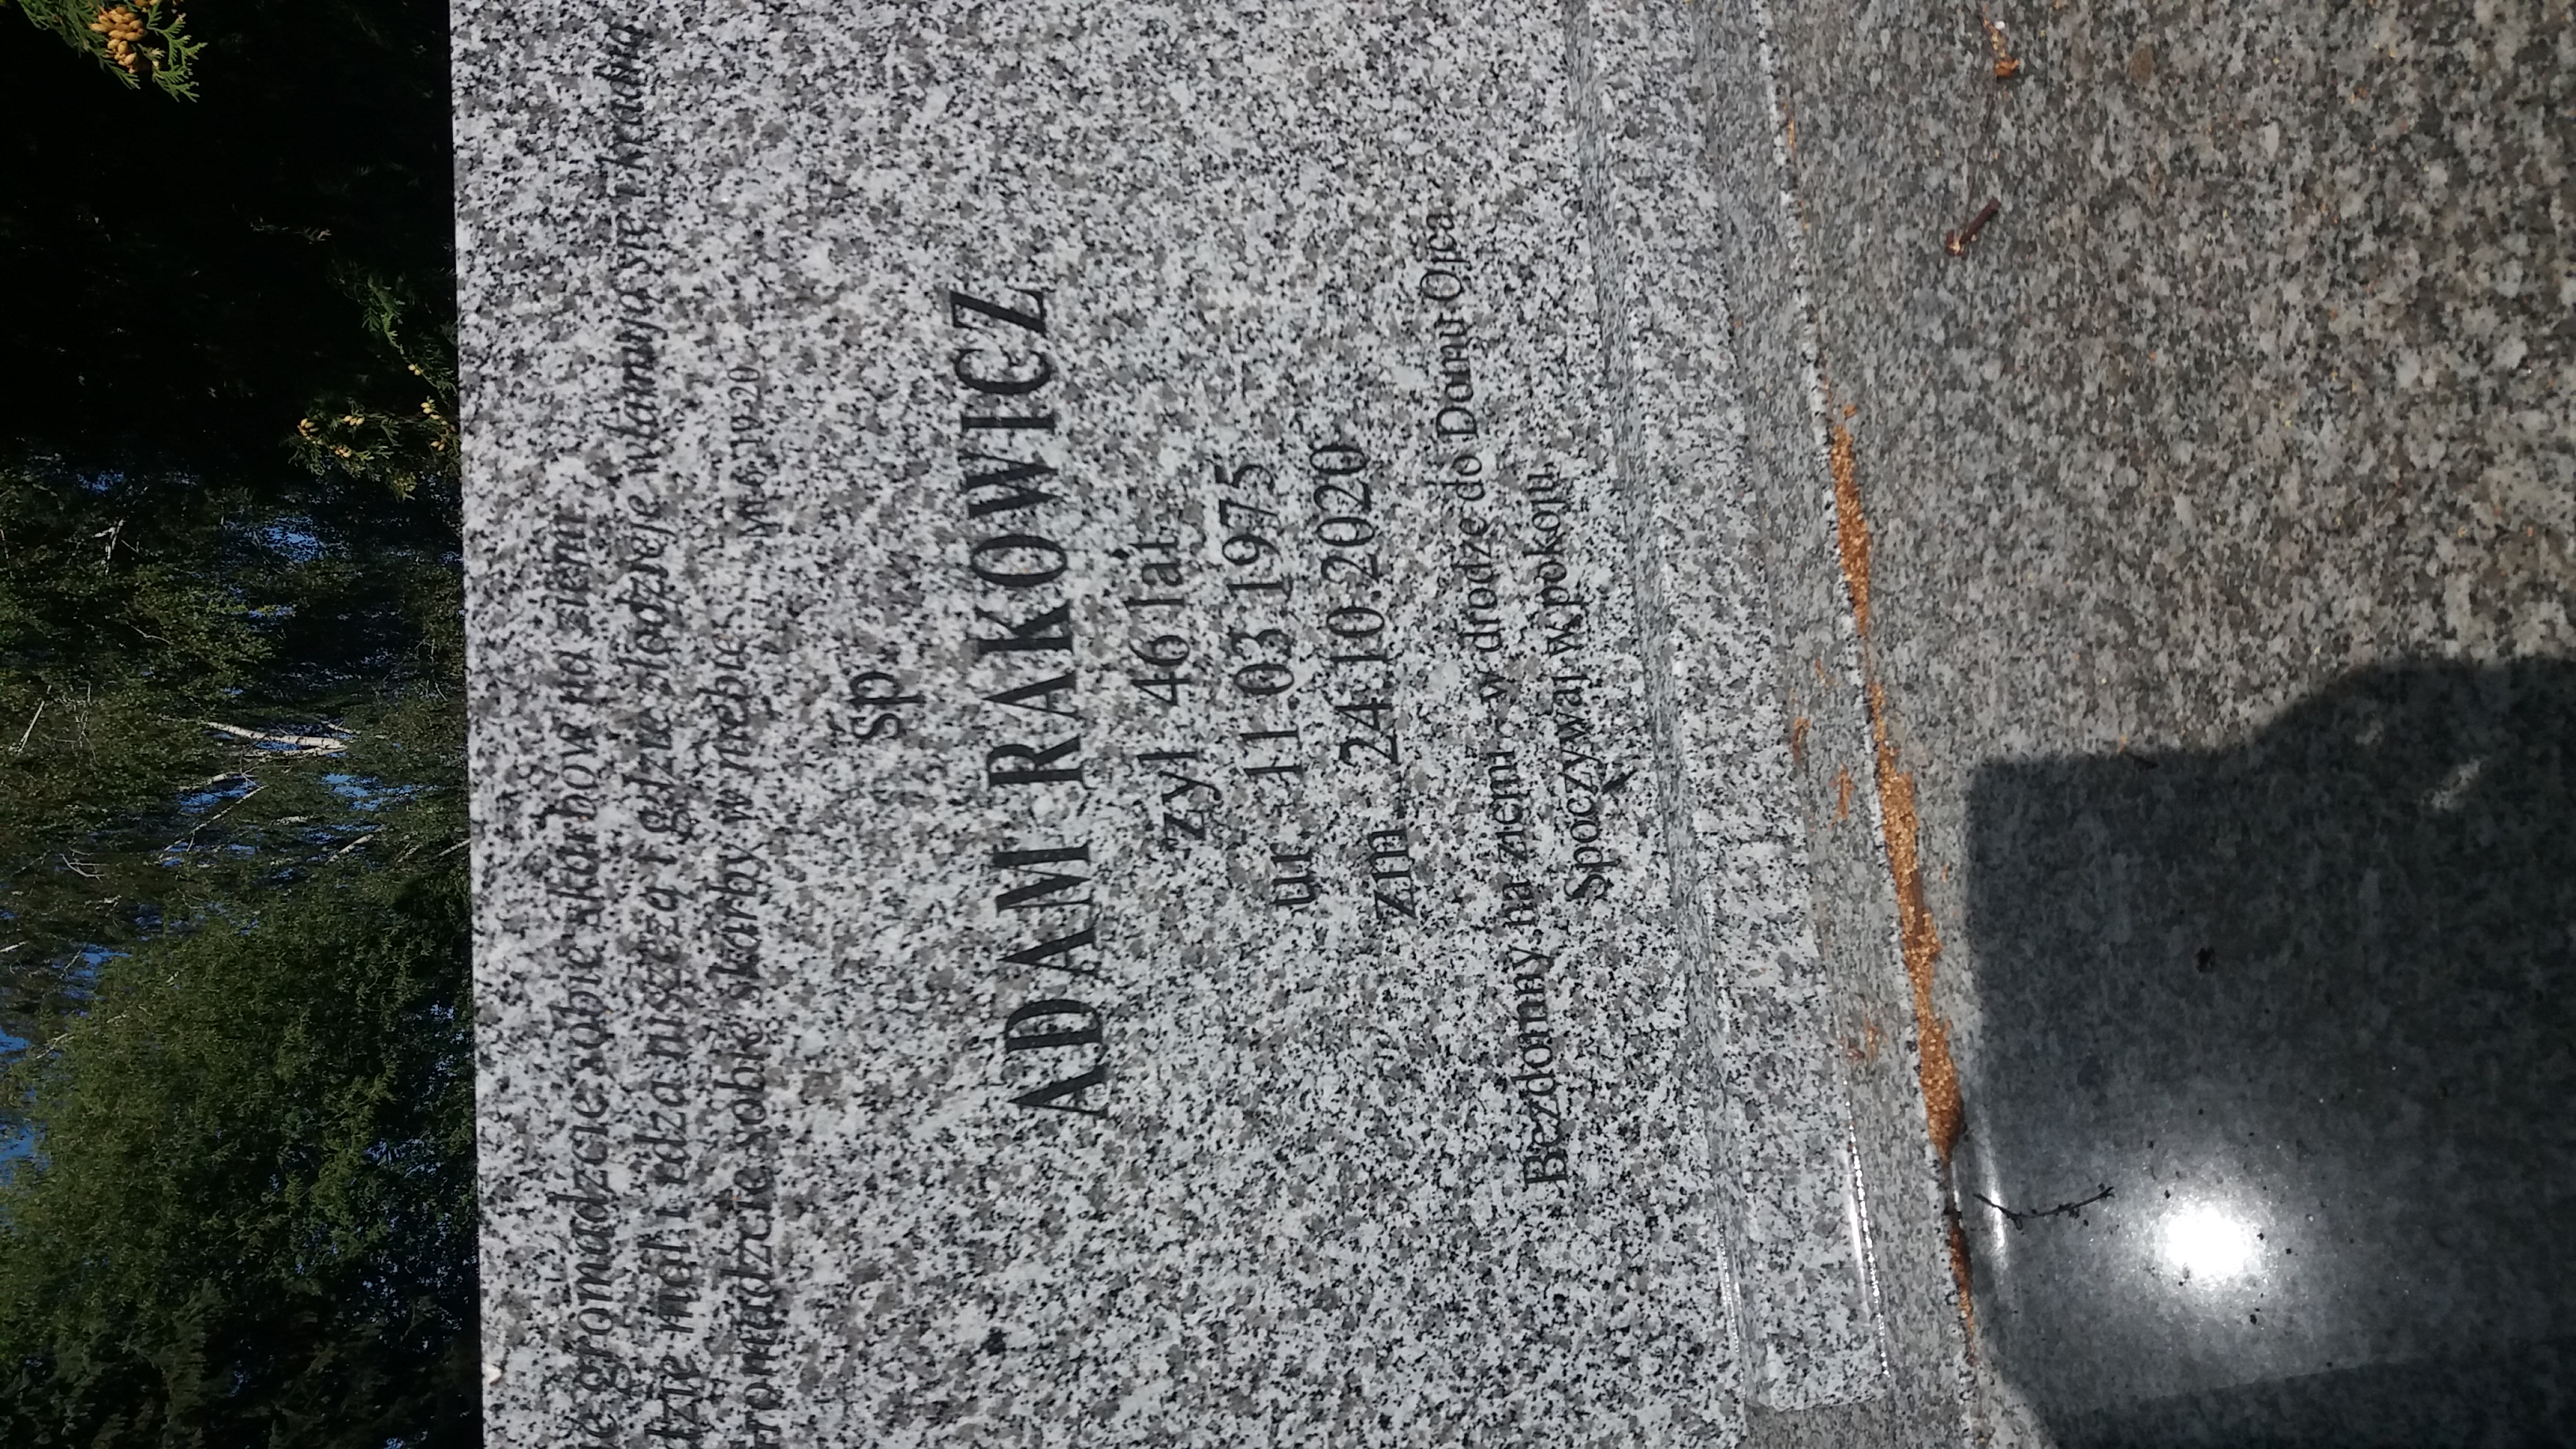 gromadźcie sobie skarbów na ziemi
gdzie mól i rdza niszczą i gdzie złodzieje włamują się i kradną
gromadźcie sobie skarby w niebie
Mt 6, 19.20
śp
ADAM RAKOWICZ
żył 46 lat
ur. 11.03.1975
zm. 24.10.2020
Bezdomny na ziemi - w drodze do Domu Ojca
Spoczywaj w pokoju